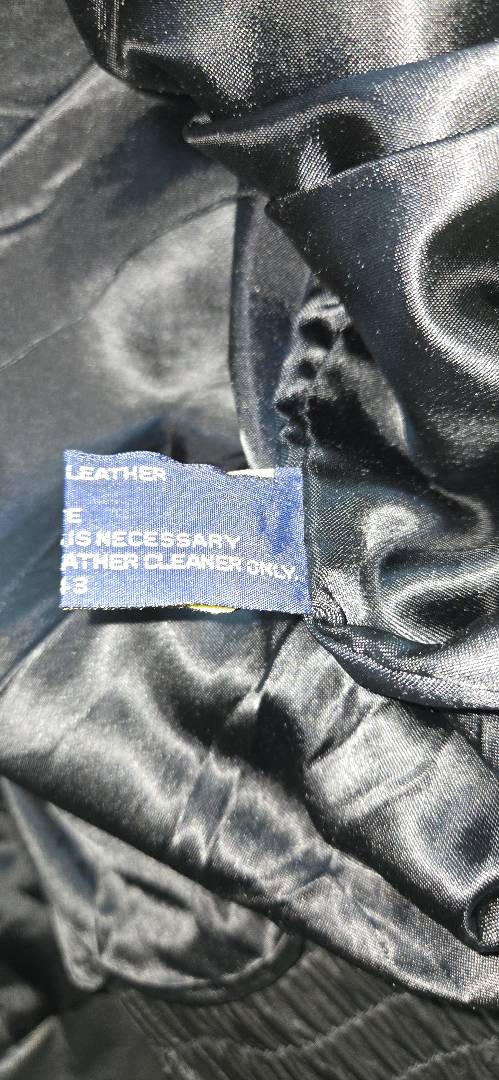 LEATHER
E
IS NECESSARY
ATHER CLEANER ONLY.
3